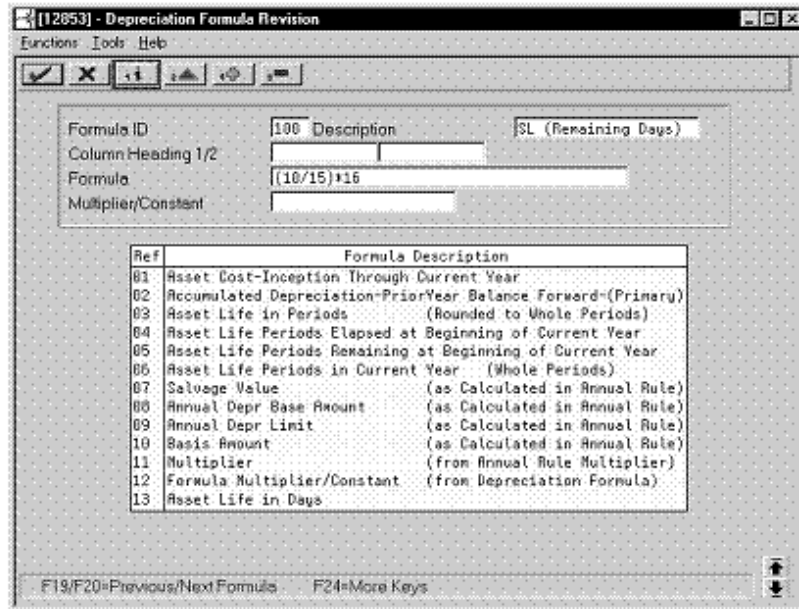 [12853] - Depreciation Formula Revision
Functions Tools Help
Formula ID 100 Description SL (Remaining Days)
Column Heading 1/2
Formula (10/15)*16
Multiplier/Constant
Ref Formula Description
01 Asset Cost-Inception Through Current Year
02 Accumulated Depreciation-PriorYear Balance Forward-(Primary)
03 Asset Life in Periods (Rounded to Whole Periods)
04 Asset Life Periods Elapsed at Beginning of Current Year
05 Asset Life Periods Remaining at Beginning of Current Year
06 Asset Life Periods in Current Year (Whole Periods)
07 Salvage Value (as Calculated in Annual Rule)
08 Annual Depr Base Amount (as Calculated in Annual Rule)
09 Annual Depr Limit (as Calculated in Annual Rule)
10 Basis Amount (as Calculated in Annual Rule)
11 Multiplier (from Annual Rule Multiplier)
12 Formula Multiplier/Constant (from Depreciation Formula)
13 Asset Life in Days
F19/F20=Previous/Next Formula F24=More Keys